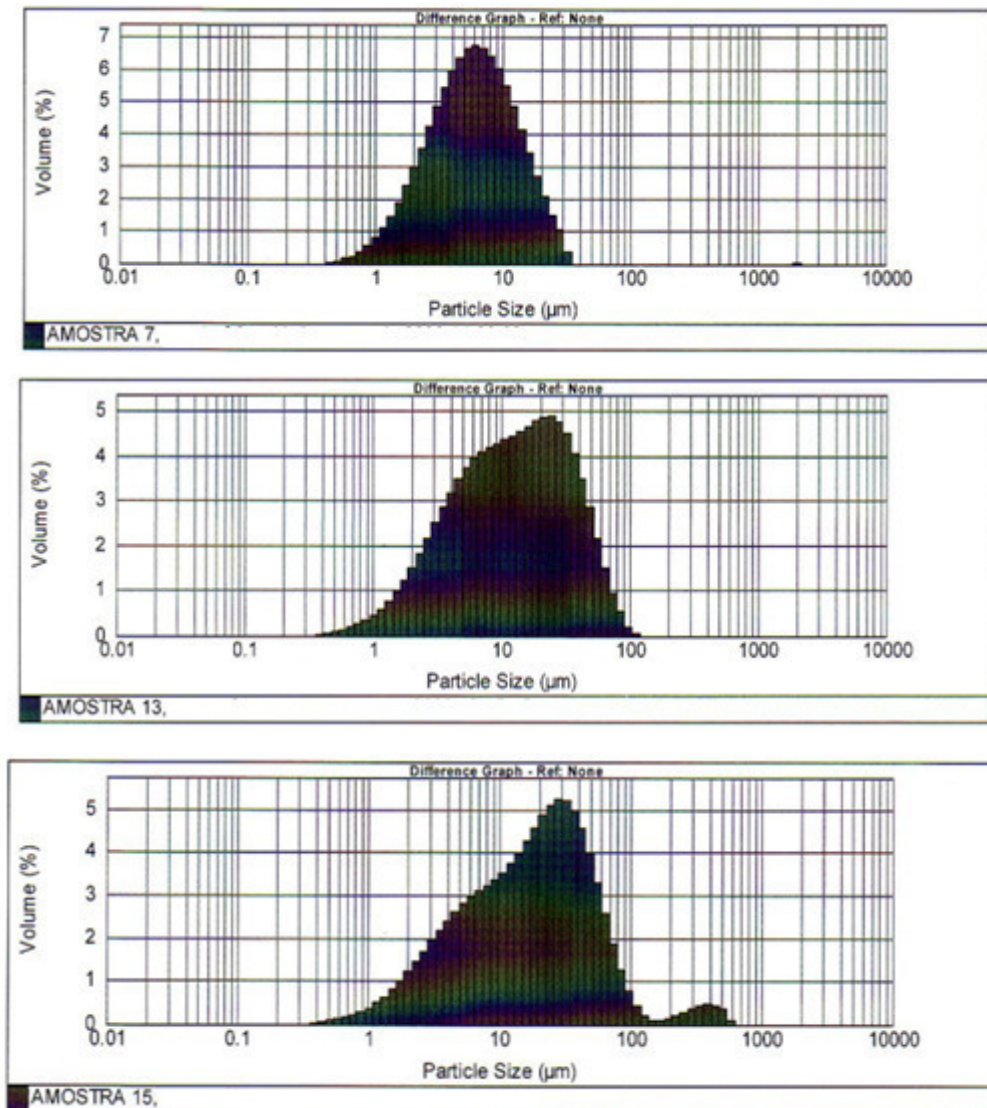 Difference Graph - Ref: None
Volume (%)
7
6
5
4
3
2
1
0
0.01 0.1 1 10 100 1000 10000
Particle Size (µm)
AMOSTRA 7,
Difference Graph - Ref: None
Volume (%)
5
4
3
2
1
0
0.01 0.1 1 10 100 1000 10000
Particle Size (µm)
AMOSTRA 13,
Difference Graph - Ref: None
Volume (%)
5
4
3
2
1
0
0.01 0.1 1 10 100 1000 10000
Particle Size (µm)
AMOSTRA 15,